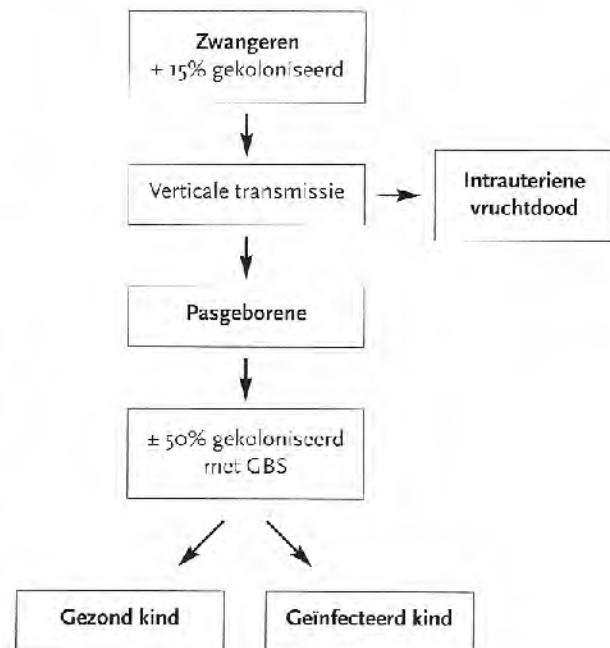 Zwangeren
± 15% gekoloniseerd
Verticale transmissie
Intrauteriene
vruchtdood
Pasgeborene
± 50% gekoloniseerd
met GBS
Gezond kind
Geïnfecteerd kind